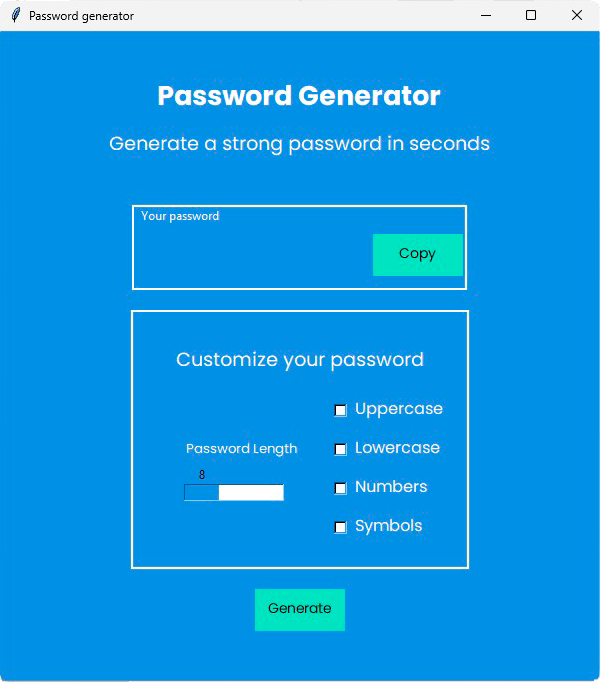 Password generator
Password Generator
Generate a strong password in seconds
Your password
Copy
Customize your password
Uppercase
Password Length
Lowercase
8
Numbers
Symbols
Generate